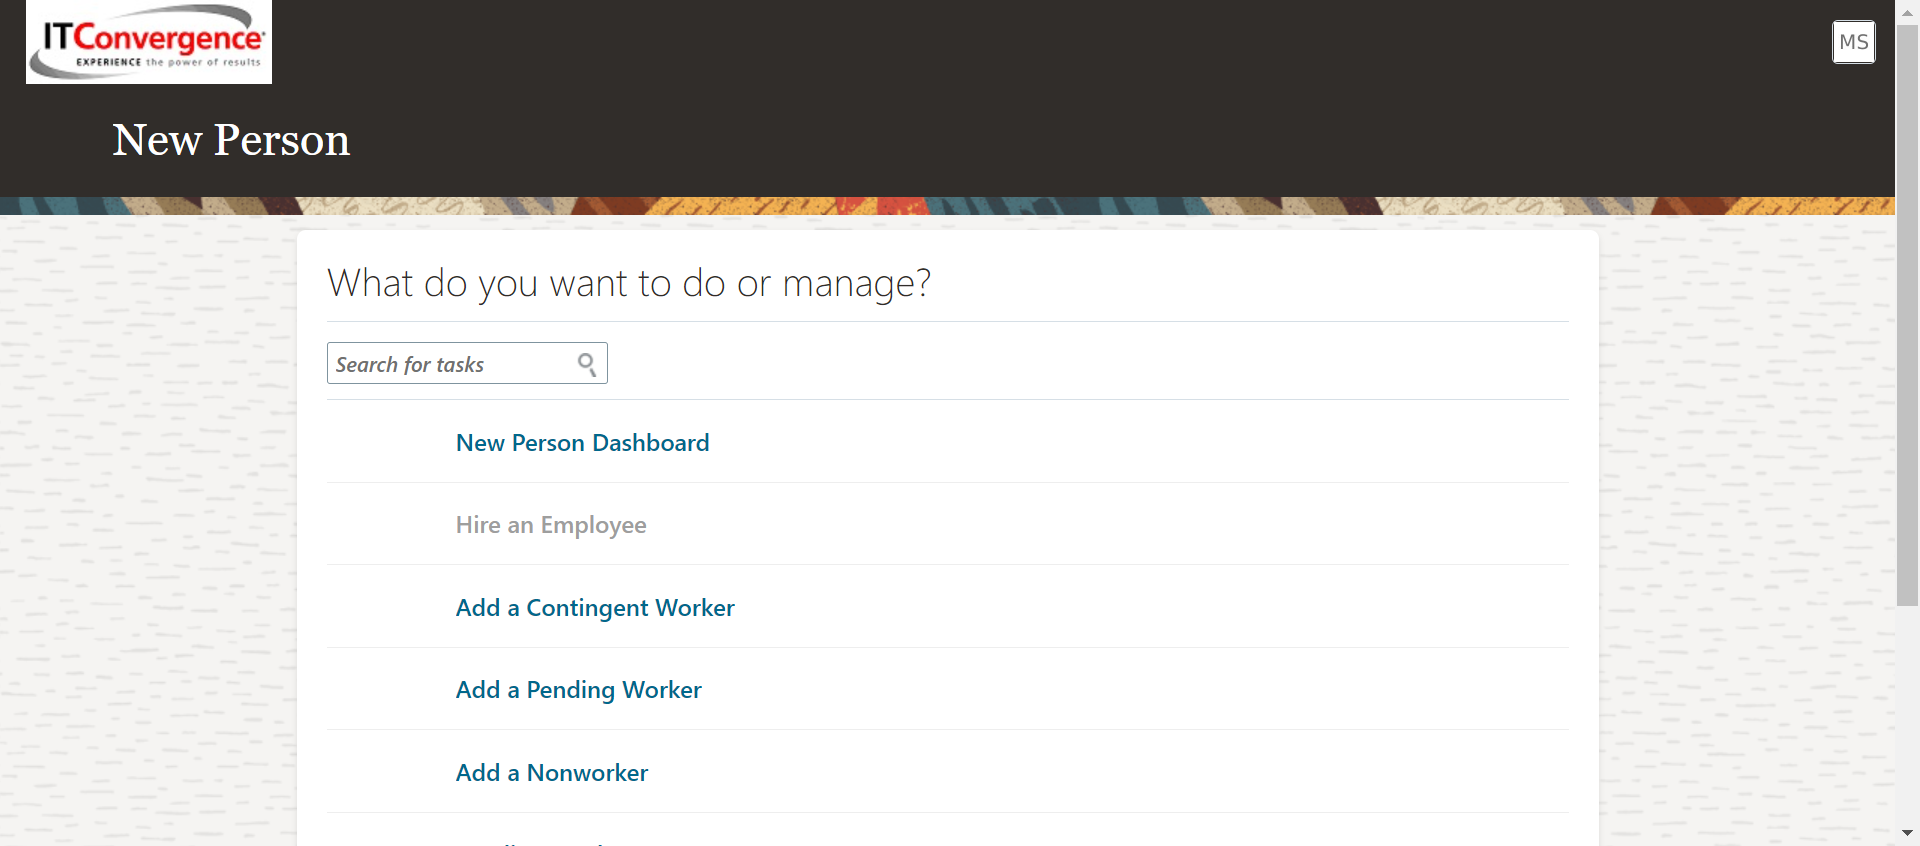 ITConvergence
EXPERIENCE the power of results
MS
New Person
What do you want to do or manage?
Search for tasks
New Person Dashboard
Hire an Employee
Add a Contingent Worker
Add a Pending Worker
Add a Nonworker